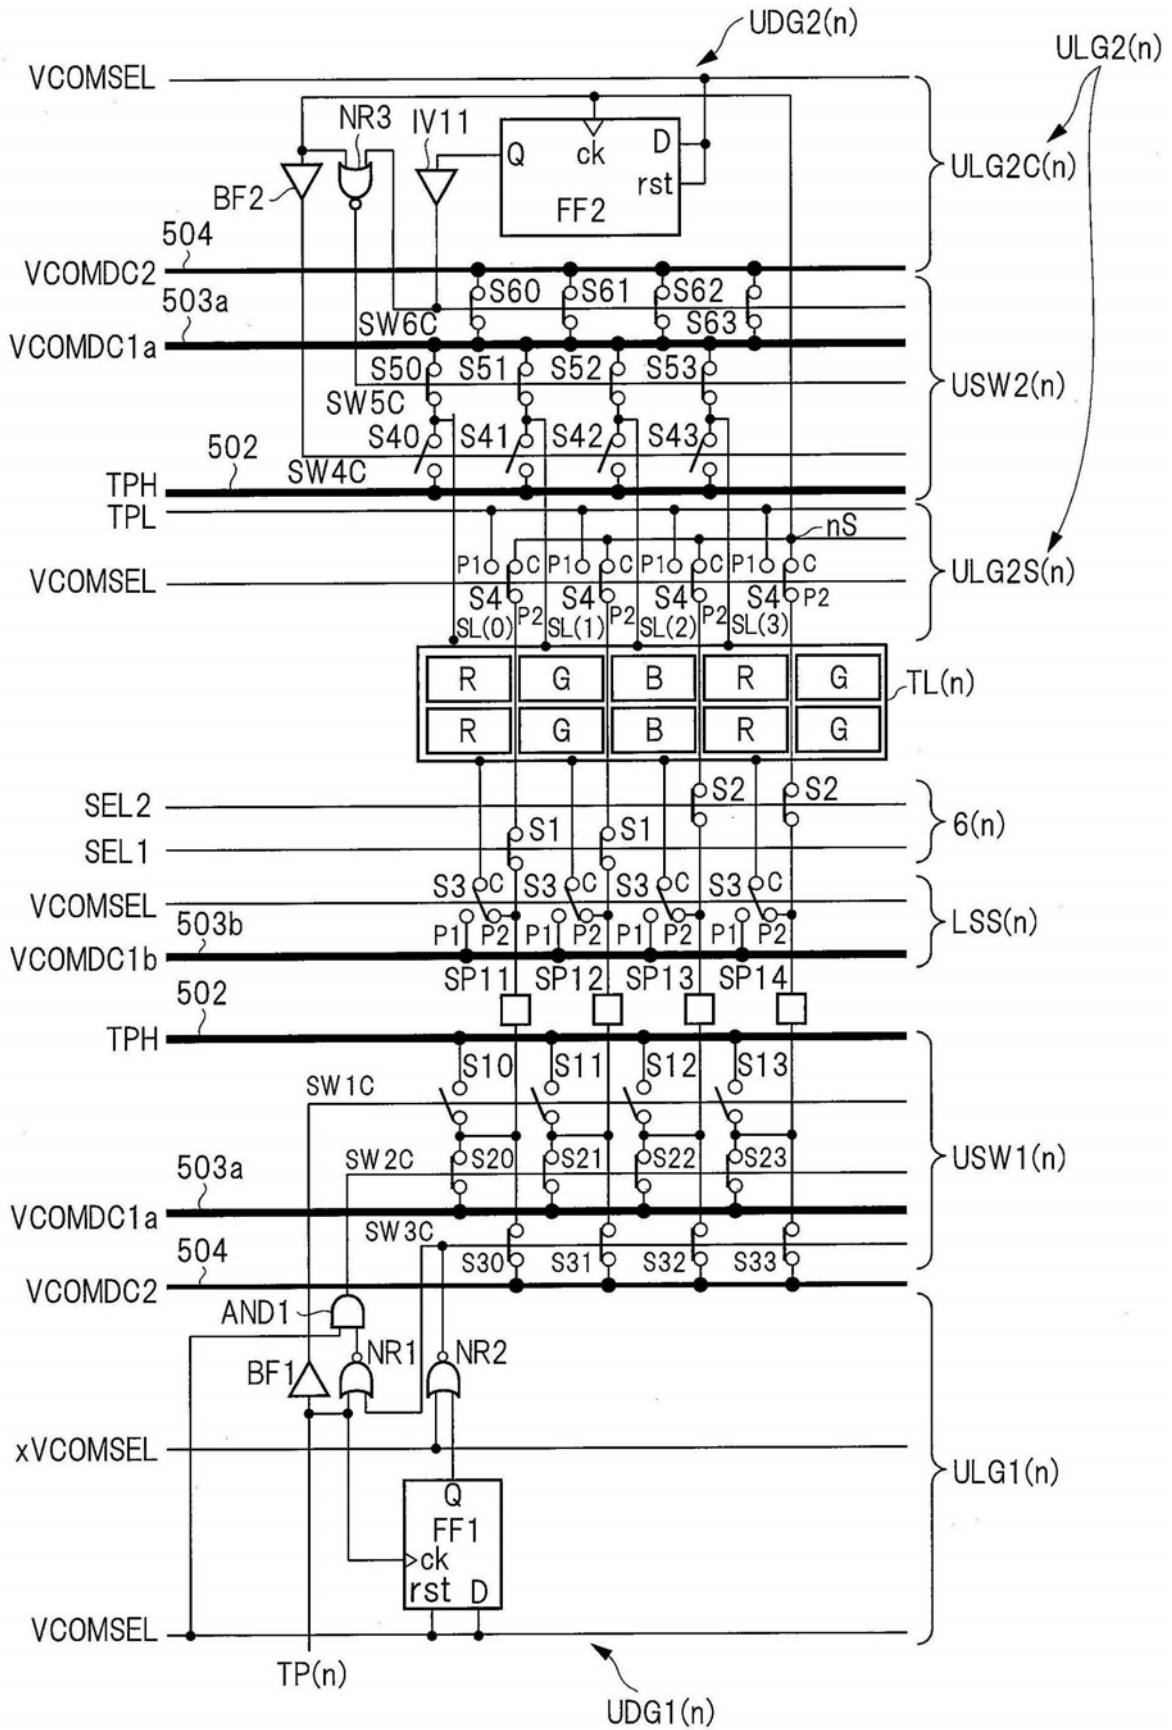 UDG2(n)
ULG2(n)
VCOMSEL
NR3 IV11
Q ck D
rst
ULG2C(n)
BF2
FF2
504
VCOMDC2
503a
S60 S61 S62
SW6C S63
VCOMDC1a
S50 S51 S52 S53
SW5C
USW2(n)
S40 S41 S42 S43
502
SW4C
TPH
TPL
nS
P1 C P1 C P1 C P1 C
ULG2S(n)
VCOMSEL
S4 P2 S4 P2 S4 P2 S4 P2
SL(0) SL(1) SL(2) SL(3)
R G B R G
TL(n)
R G B R G
SEL2
S2 S2
6(n)
SEL1
S1 S1
S3 C S3 C S3 C S3 C
VCOMSEL
LSS(n)
503b
P1 P2 P1 P2 P1 P2 P1 P2
VCOMDC1b
SP11 SP12 SP13 SP14
502
TPH
S10 S11 S12 S13
SW1C
SW2C S20 S21 S22 S23
USW1(n)
503a
VCOMDC1a
SW3C
504
S30 S31 S32 S33
VCOMDC2
AND1
BF1 NR1 NR2
xVCOMSEL
ULG1(n)
Q
FF1
ck
rst D
VCOMSEL
TP(n)
UDG1(n)